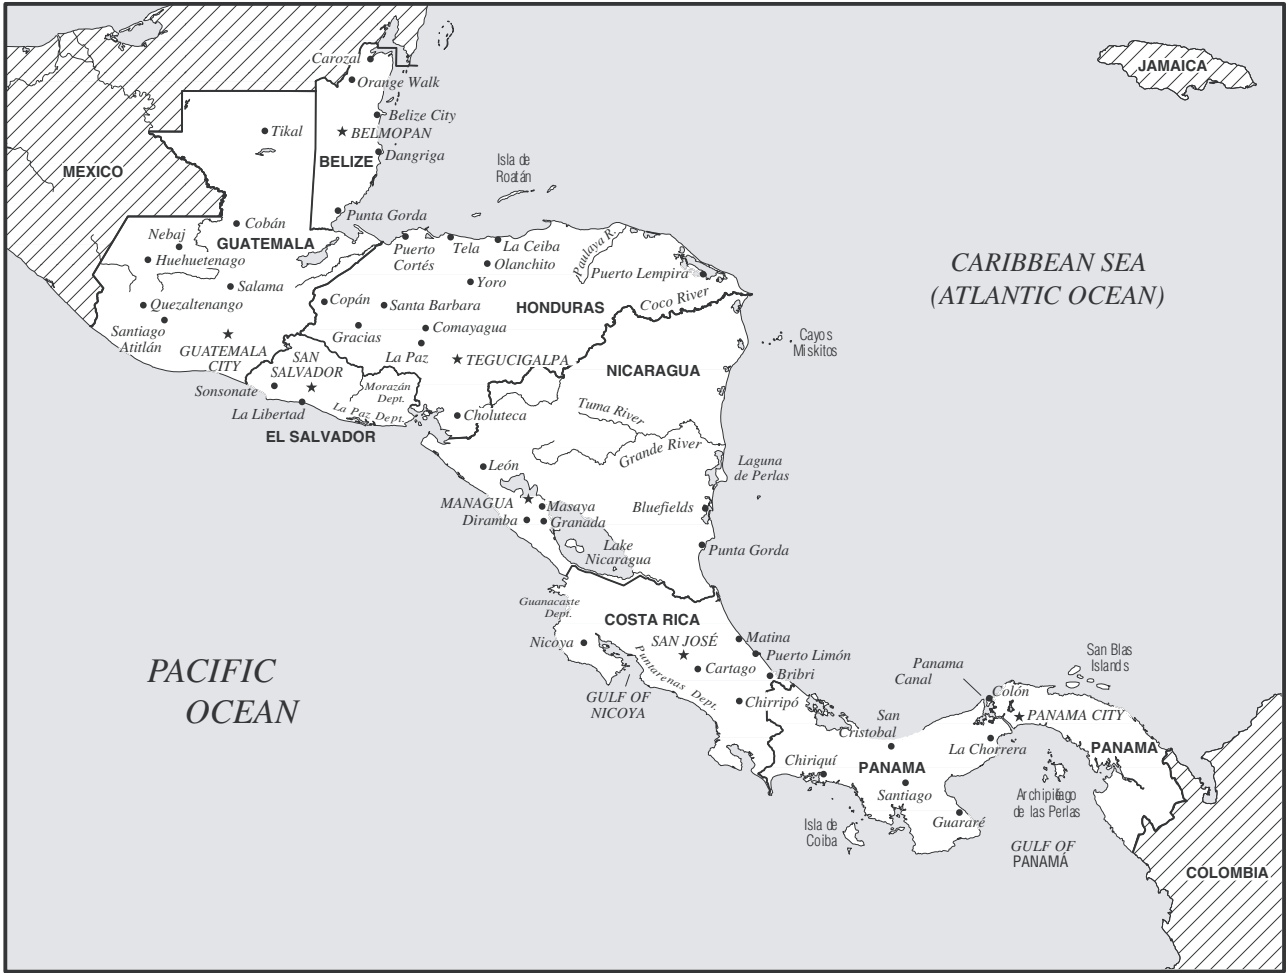 Carozal
Orange Walk
JAMAICA
Belize City
Tikal
BELMOPAN
Dangriga
BELIZE
MEXICO
Isla de
Roatán
Punta Gorda
Cobán
Nebaj
GUATEMALA
Huehuetenago
Puerto
Cortés
Tela
La Ceiba
Olanchito
Paulaya R.
CARIBBEAN SEA
(ATLANTIC OCEAN)
Puerto Lempira
Yoro
Salama
Copán
Quezaltenango
Santa Barbara
HONDURAS
Coco River
Santiago
Atitlán
Gracias
Comayagua
Cayos
Miskitos
GUATEMALA
CITY
SAN
SALVADOR
La Paz
TEGUCIGALPA
NICARAGUA
Sonsonate
Morazán
Dept.
La Libertad
La Paz Dept.
Choluteca
Tuma River
EL SALVADOR
Grande River
León
Laguna
de Perlas
MANAGUA
Masaya
Bluefields
Diramba
Granada
Lake
Nicaragua
Punta Gorda
Guanacaste
Dept.
COSTA RICA
Nicoya
SAN JOSÉ
Matina
Puerto Limón
Puntarenas Dept.
Cartago
Bribri
San Blas
Islands
Panama
Canal
PACIFIC
OCEAN
GULF OF
NICOYA
Chirripó
Colón
San
Cristobal
PANAMA CITY
La Chorrera
PANAMA
Chiriquí
PANAMA
Santiago
Archipiélago
de las Perlas
Isla de
Coiba
Guararé
GULF OF
PANAMÁ
COLOMBIA